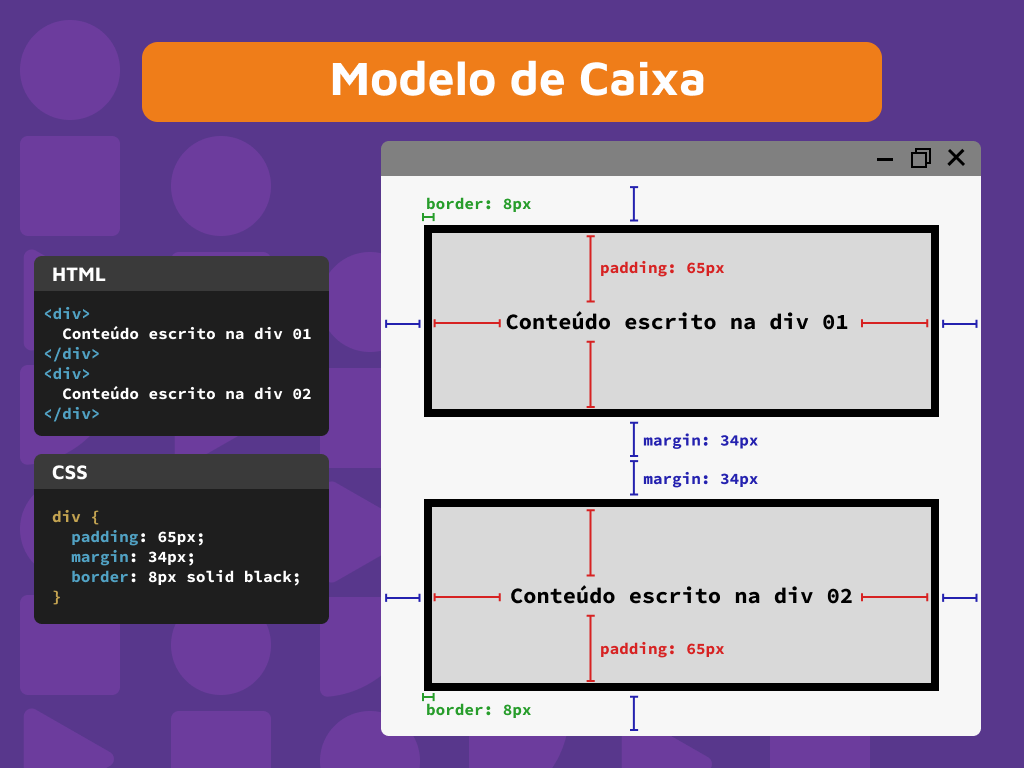 Modelo de Caixa
HTML
<div>
Conteúdo escrito na div 01
</div>
<div>
Conteúdo escrito na div 02
</div>
CSS
div {
padding: 65px;
margin: 34px;
border: 8px solid black;
}
border: 8px
padding: 65px
Conteúdo escrito na div 01
margin: 34px
margin: 34px
Conteúdo escrito na div 02
padding: 65px
border: 8px